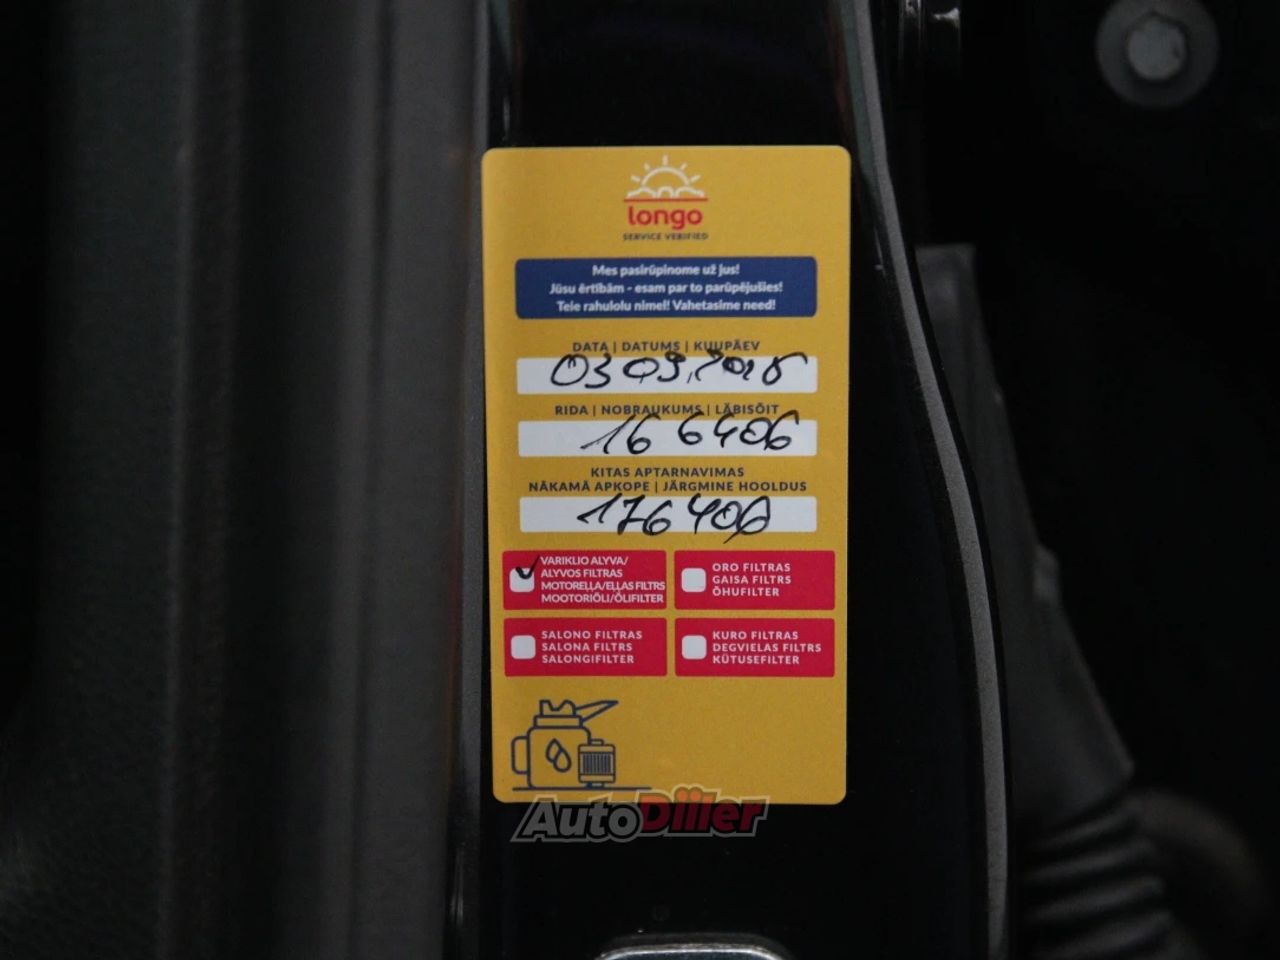 longo
SERVICE VERIFIED
Mes pasirūpinome už jus!
Jūsu ērtībām - esam par to parūpējušies!
Teie rahulolu nimel! Vahetasime need!
DATA | DATUMS | KUUPÄEV
03 09.
RIDA | NOBRAUKUMS | LÄBISÕIT
166406
KITAS APTARNAVIMAS
NĀKAMĀ APKOPE | JÄRGMINE HOOLDUS
176406
VARIKLIO ALYVA/
ALYVOS FILTRAS
MOTOREĻĻA/EĻĻAS FILTRS
MOOTORIÕLI/ÕLIFILTER
ORO FILTRAS
GAISA FILTRS
ÕHUFILTER
SALONO FILTRAS
SALONA FILTRS
SALONGIFILTER
KURO FILTRAS
DEGVIELAS FILTRS
KÜTUSEFILTER
AutoDiiler